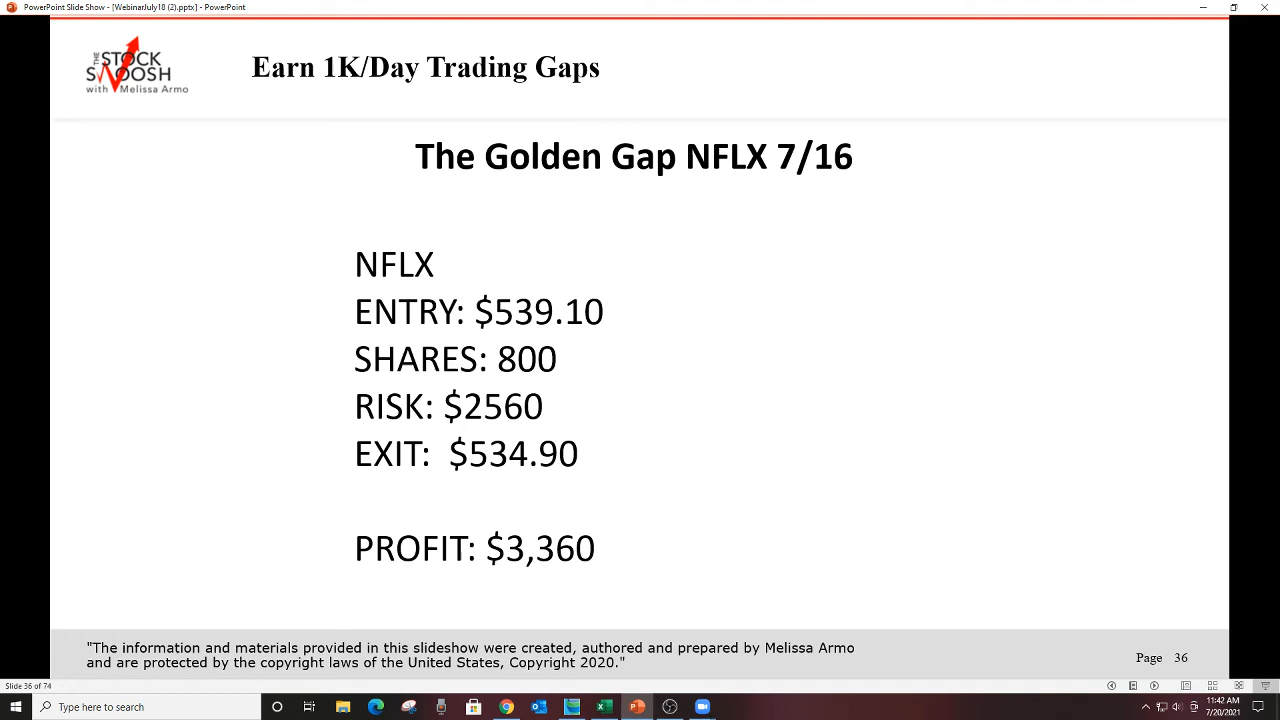 PowerPoint Slide Show - [WebinarJuly18 (2).pptx] - PowerPoint
THE
STOCK
SWOOSH
with Melissa Armo
Earn 1K/Day Trading Gaps
The Golden Gap NFLX 7/16
NFLX
ENTRY: $539.10
SHARES: 800
RISK: $2560
EXIT:  $534.90
PROFIT: $3,360
"The information and materials provided in this slideshow were created, authored and prepared by Melissa Armo
and are protected by the copyright laws of the United States, Copyright 2020."
Page 36
Slide 36 of 74
Type here to search
11:42 AM
7/20/2021